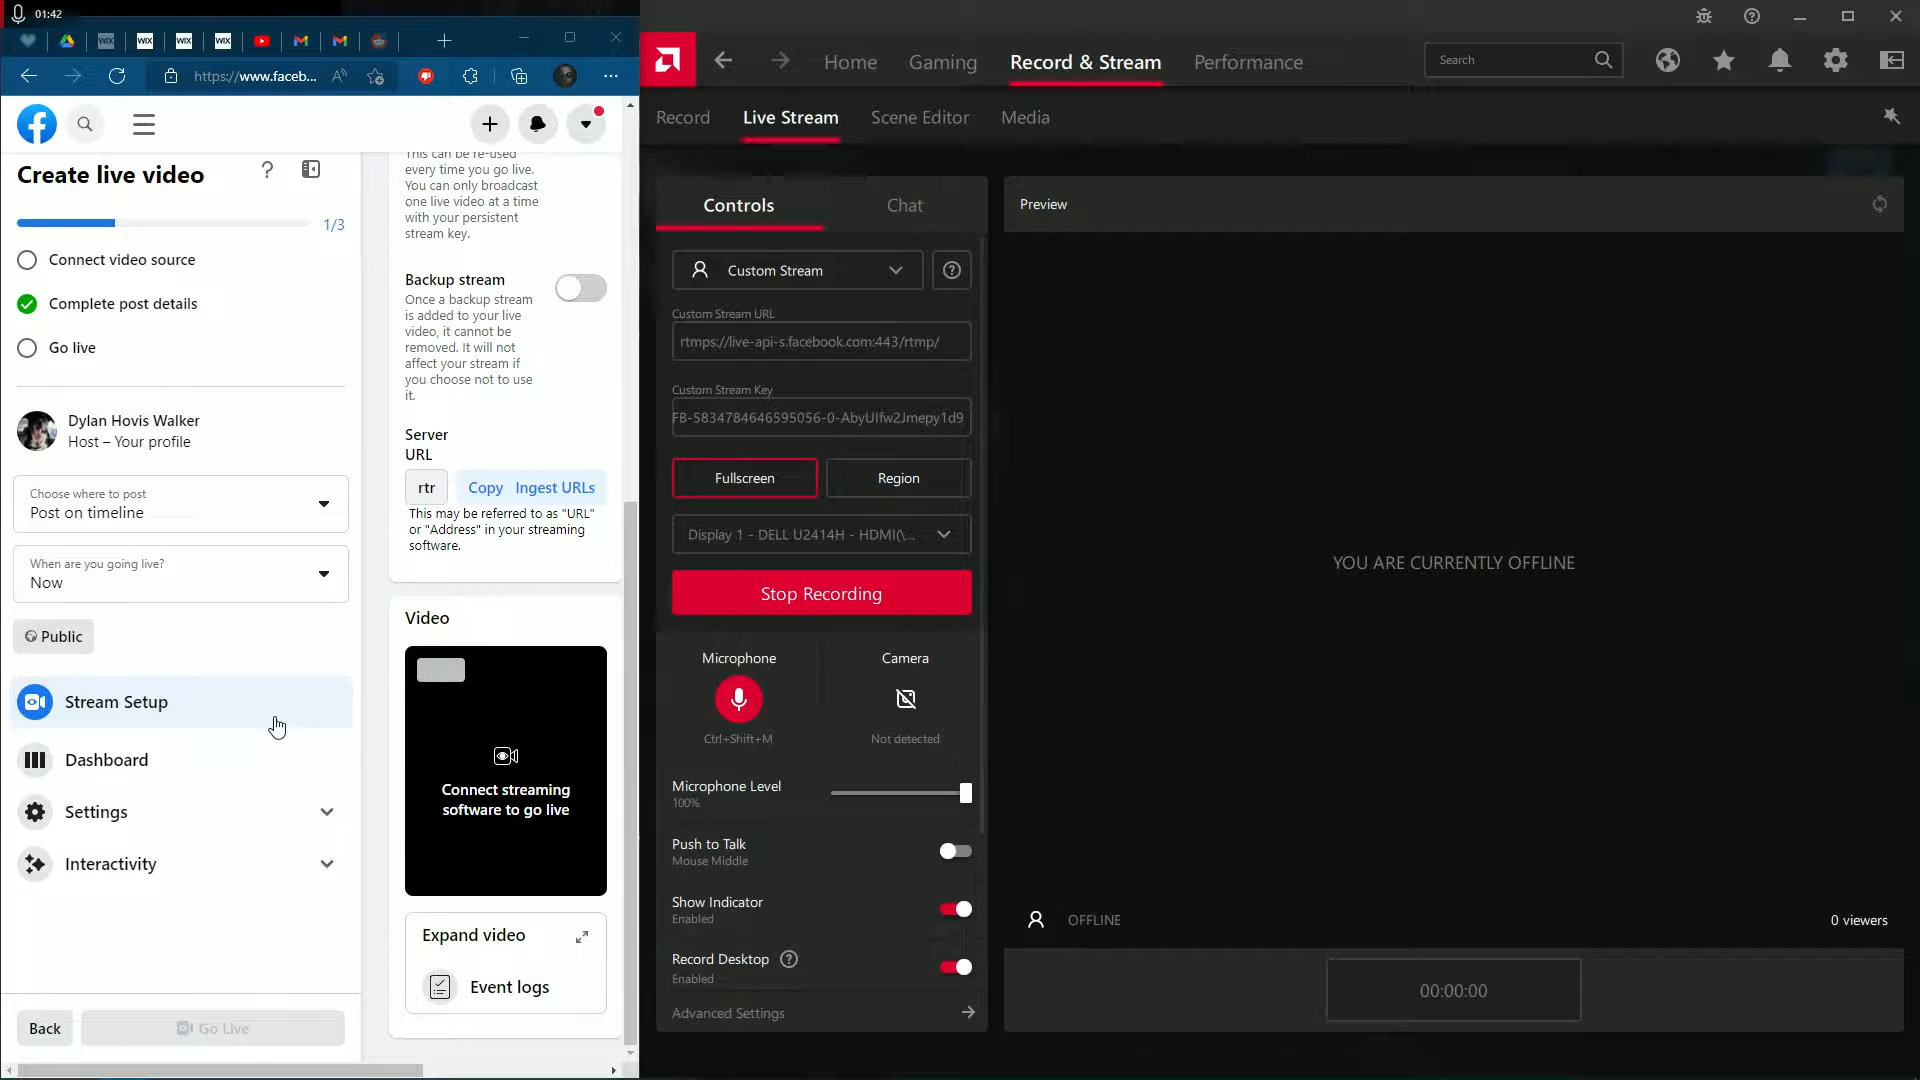 01:42
WIX
WIX
WIX
WIX
https://www.faceb...
Create live video
1/3
Connect video source
Complete post details
Go live
Dylan Hovis Walker
Host – Your profile
Choose where to post
Post on timeline
When are you going live?
Now
Public
Stream Setup
Dashboard
Settings
Interactivity
Back
Go Live
This can be re-used
every time you go live.
You can only broadcast
one live video at a time
with your persistent
stream key.
Backup stream
Once a backup stream
is added to your live
video, it cannot be
removed. It will not
affect your stream if
you choose not to use
it.
Server
URL
rtr
Copy
Ingest URLs
This may be referred to as "URL"
or "Address" in your streaming
software.
Video
Connect streaming
software to go live
Expand video
Event logs
Home
Gaming
Record & Stream
Performance
Search
Record
Live Stream
Scene Editor
Media
Controls
Chat
Custom Stream
Custom Stream URL
rtmps://live-api-s.facebook.com:443/rtmp/
Custom Stream Key
FB-5834784646595056-0-AbyUIfw2Jmepy1d9
Fullscreen
Region
Display 1 - DELL U2414H - HDMI(\...
Stop Recording
Microphone
Camera
Ctrl+Shift+M
Not detected
Microphone Level
100%
Push to Talk
Mouse Middle
Show Indicator
Enabled
Record Desktop
Enabled
Advanced Settings
Preview
YOU ARE CURRENTLY OFFLINE
OFFLINE
0 viewers
00:00:00